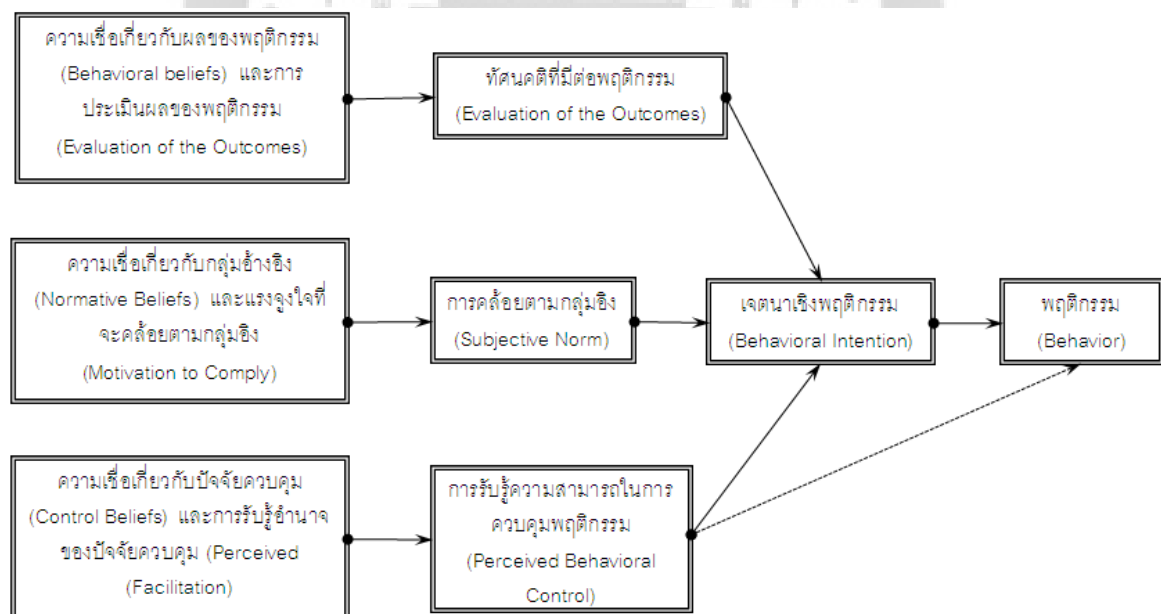 ความเชื่อเกี่ยวกับผลของพฤติกรรม
(Behavioral beliefs) และการ
ประเมินผลของพฤติกรรม
(Evaluation of the Outcomes)
ทัศนคติที่มีต่อพฤติกรรม
(Evaluation of the Outcomes)
ความเชื่อเกี่ยวกับกลุ่มอ้างอิง
(Normative Beliefs) และแรงจูงใจที่
จะคล้อยตามกลุ่มอิง
(Motivation to Comply)
การคล้อยตามกลุ่มอิง
(Subjective Norm)
เจตนาเชิงพฤติกรรม
(Behavioral Intention)
พฤติกรรม
(Behavior)
ความเชื่อเกี่ยวกับปัจจัยควบคุม
(Control Beliefs) และการรับรู้อำนาจ
ของปัจจัยควบคุม (Perceived
(Facilitation)
การรับรู้ความสามารถในการ
ควบคุมพฤติกรรม
(Perceived Behavioral
Control)